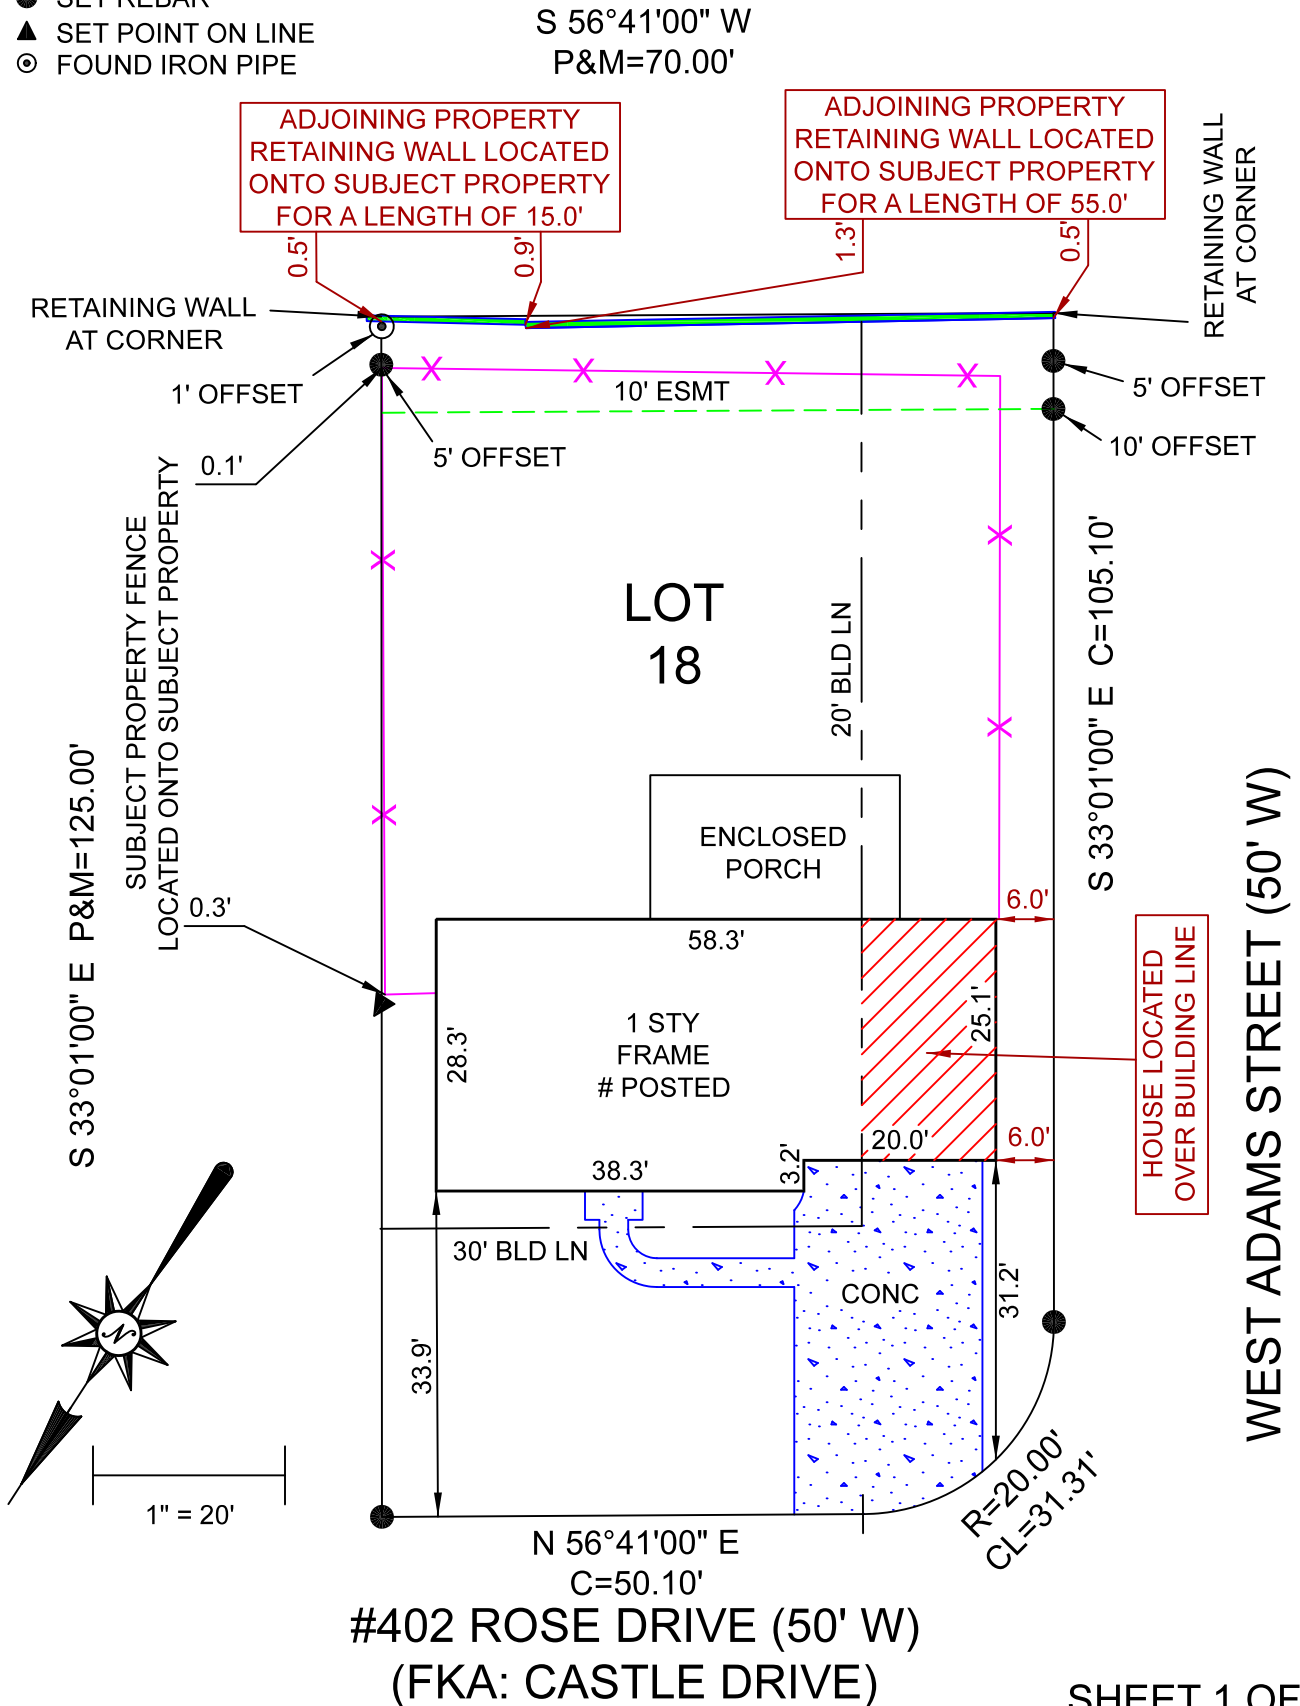 SET REBAR
SET POINT ON LINE
FOUND IRON PIPE
S 56°41'00" W
P&M=70.00'
ADJOINING PROPERTY
RETAINING WALL LOCATED
ONTO SUBJECT PROPERTY
FOR A LENGTH OF 15.0'
ADJOINING PROPERTY
RETAINING WALL LOCATED
ONTO SUBJECT PROPERTY
FOR A LENGTH OF 55.0'
RETAINING WALL
AT CORNER
0.5'
0.9'
1.3'
0.5'
RETAINING WALL
AT CORNER
1' OFFSET
10' ESMT
5' OFFSET
5' OFFSET
10' OFFSET
0.1'
SUBJECT PROPERTY FENCE
LOCATED ONTO SUBJECT PROPERTY
LOT
18
20' BLD LN
S 33°01'00" E C=105.10'
S 33°01'00" E P&M=125.00'
ENCLOSED
PORCH
0.3'
6.0'
58.3'
28.3'
1 STY
FRAME
# POSTED
25.1'
HOUSE LOCATED
OVER BUILDING LINE
WEST ADAMS STREET (50' W)
38.3'
3.2'
20.0'
6.0'
30' BLD LN
CONC
31.2'
33.9'
N
1" = 20'
R=20.00'
CL=31.31'
N 56°41'00" E
C=50.10'
#402 ROSE DRIVE (50' W)
(FKA: CASTLE DRIVE)
SHEET 1 OF